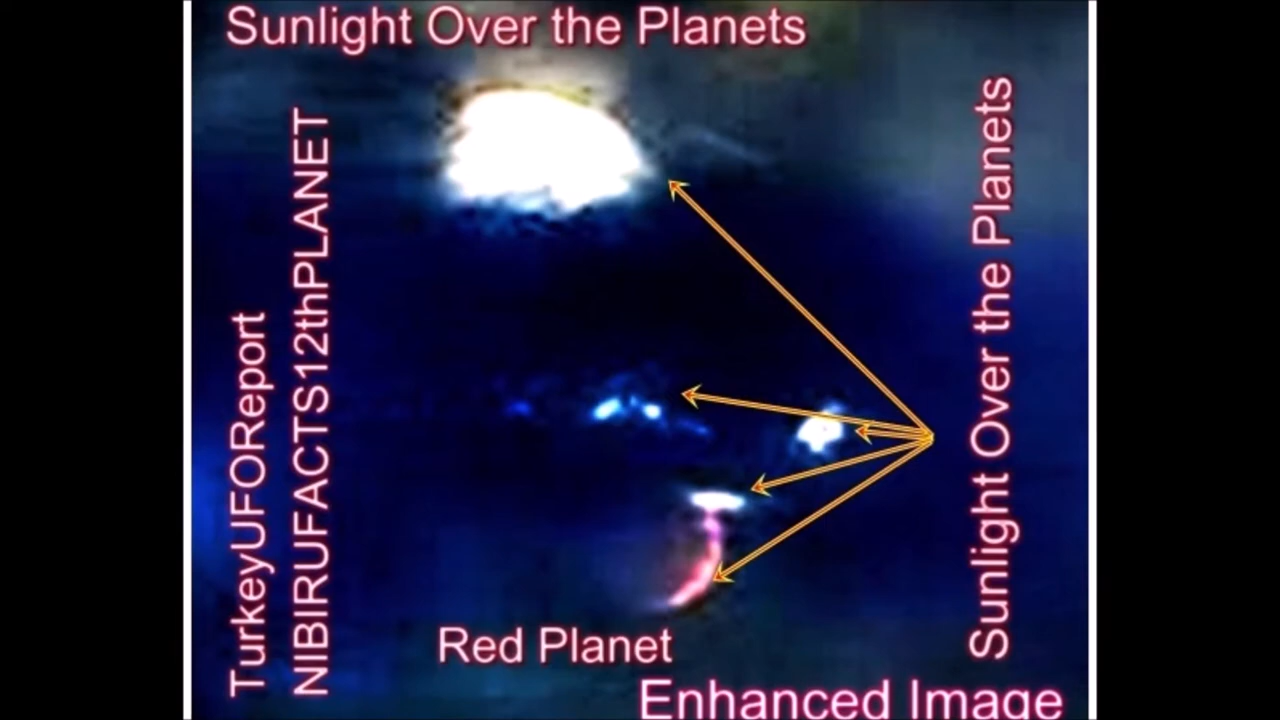 Sunlight Over the Planets
TurkeyUFOReport
NIBIRUFACTS12thPLANET
Sunlight Over the Planets
Red Planet
Enhanced Image